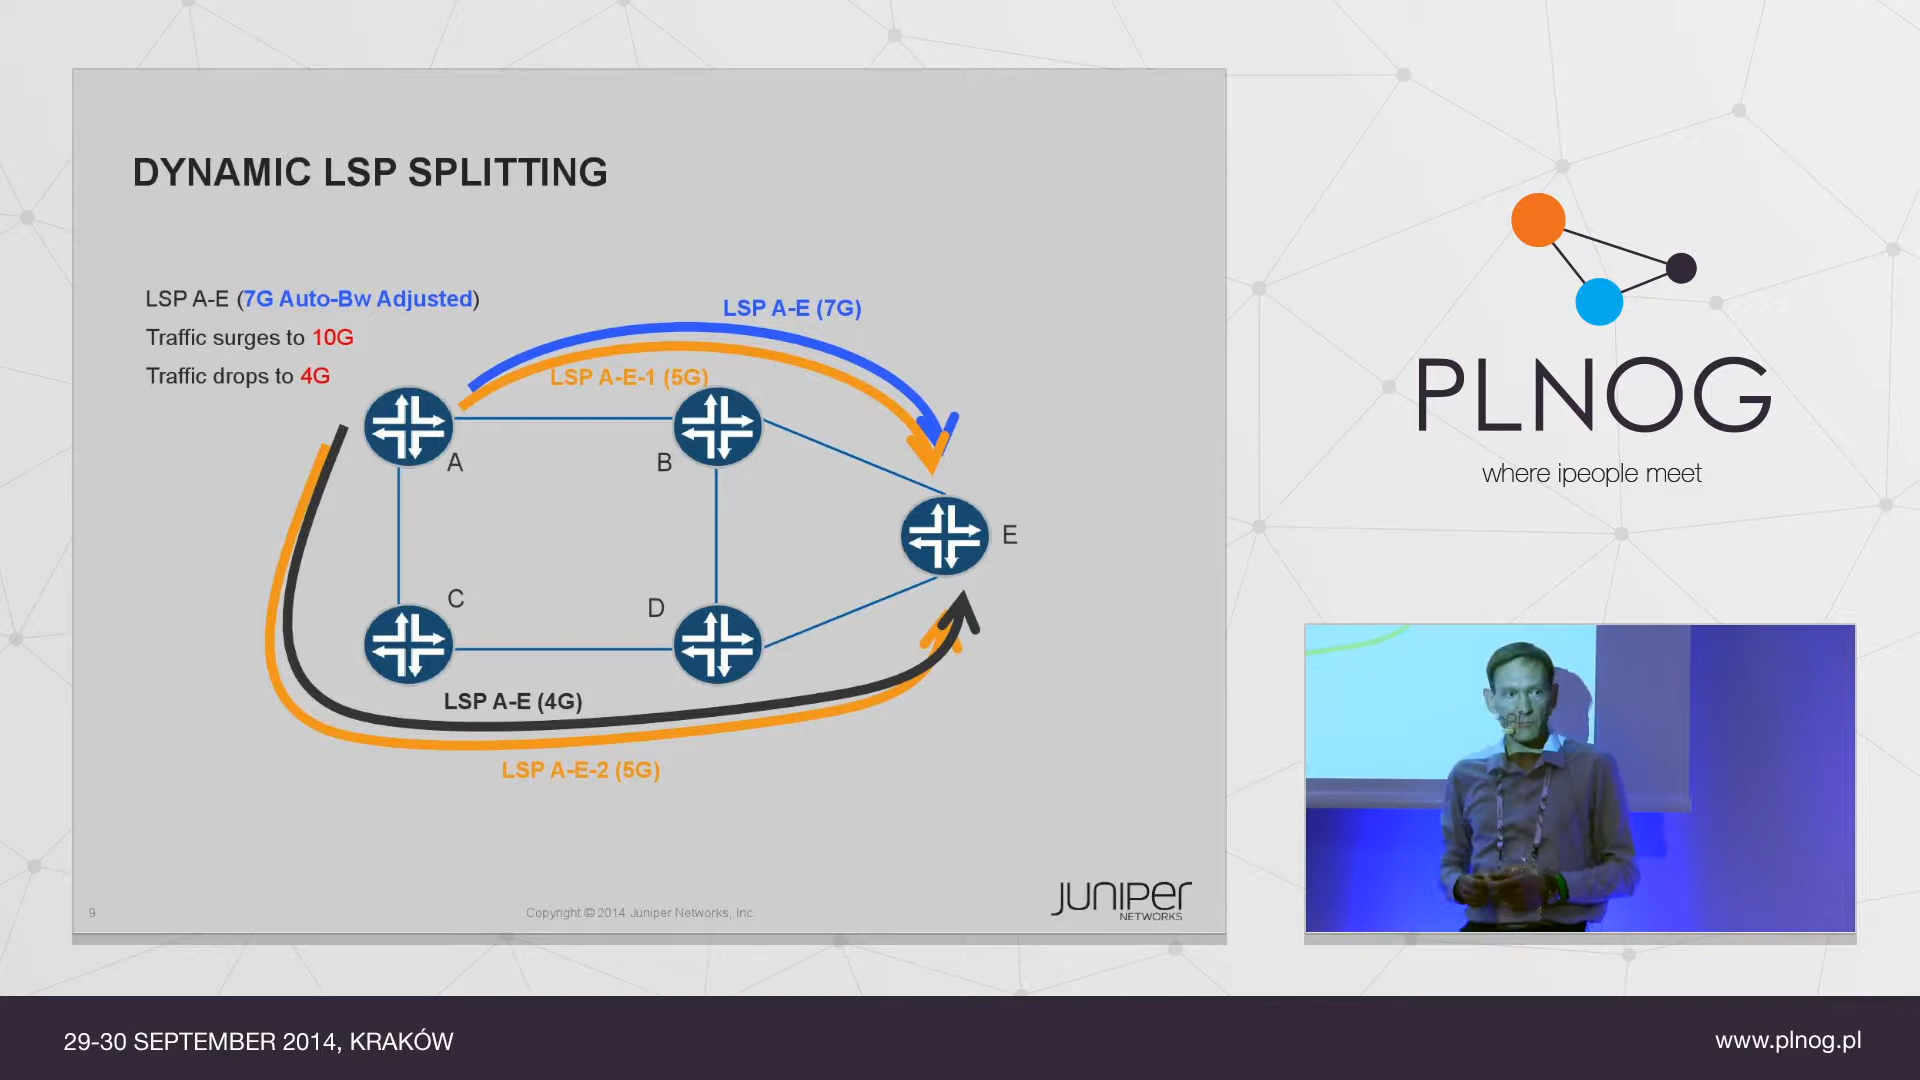 DYNAMIC LSP SPLITTING
LSP A-E (7G Auto-Bw Adjusted)
Traffic surges to 10G
Traffic drops to 4G
LSP A-E (7G)
LSP A-E-1 (5G)
A
B
E
C
D
LSP A-E (4G)
LSP A-E-2 (5G)
9
Copyright © 2014 Juniper Networks, Inc.
JUNIPER
NETWORKS
PLNOG
where ipeople meet
29-30 SEPTEMBER 2014, KRAKÓW
www.plnog.pl